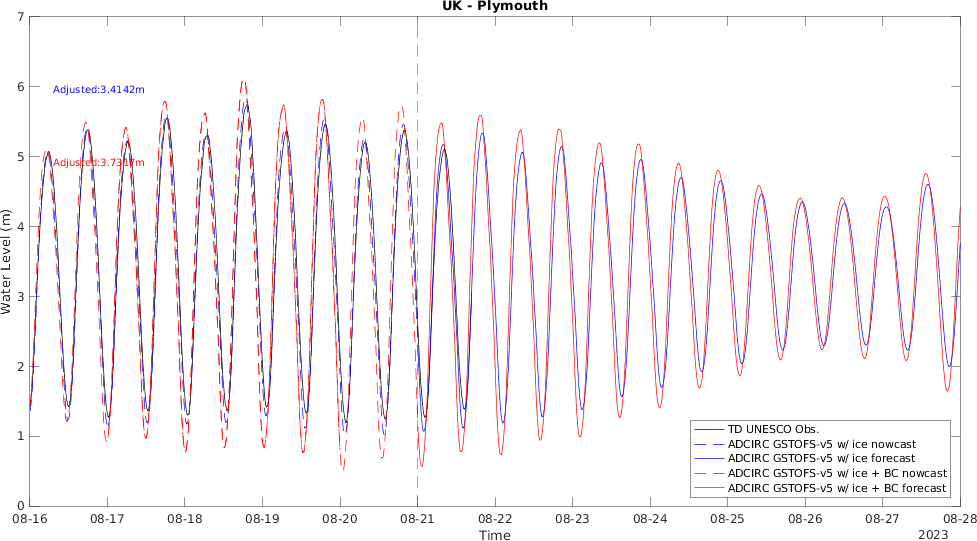 UK - Plymouth
7
6
5
4
3
2
1
0
Water Level (m)
Adjusted:3.4142m
Adjusted:3.7317m
TD UNESCO Obs.
ADCIRC GSTOFS-v5 w/ ice nowcast
ADCIRC GSTOFS-v5 w/ ice forecast
ADCIRC GSTOFS-v5 w/ ice + BC nowcast
ADCIRC GSTOFS-v5 w/ ice + BC forecast
08-16 08-17 08-18 08-19 08-20 08-21 08-22 08-23 08-24 08-25 08-26 08-27 08-28
Time
2023